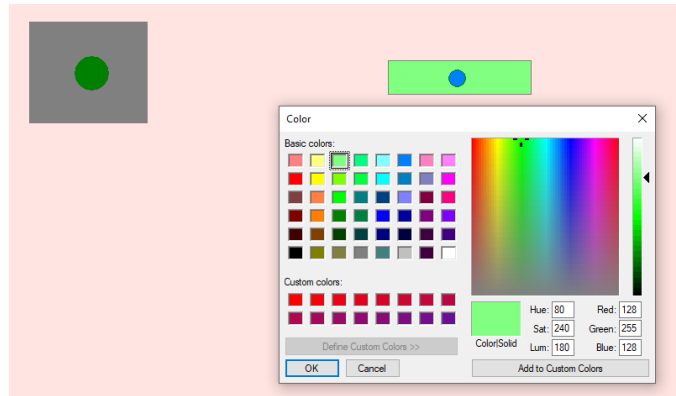 Color
Basic colors:
Custom colors:
Define Custom Colors >>
OK Cancel
Color|Solid
Hue: 80 Red: 128
Sat: 240 Green: 255
Lum: 180 Blue: 128
Add to Custom Colors